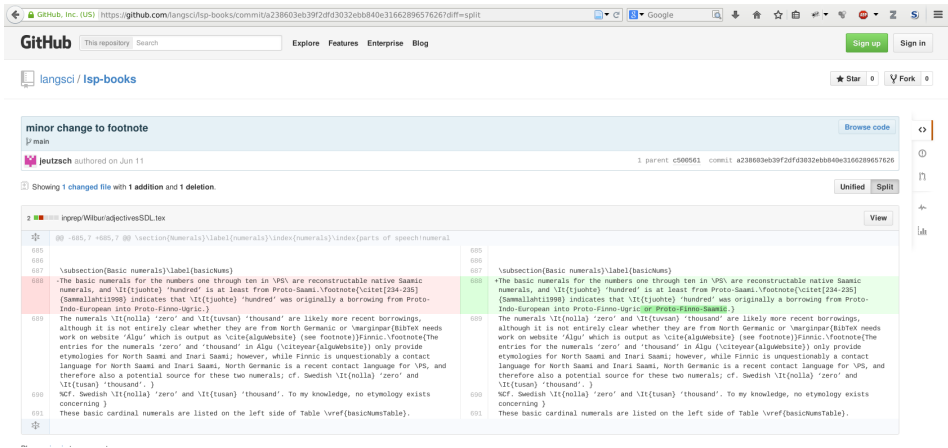 GitHub, Inc. (US) https://github.com/langsci/lsp-books/commit/a238603eb39f2dfd3032ebb840e3166289657626?diff=split
Google
GitHub This repository Search Explore Features Enterprise Blog Sign up Sign in
langsci / lsp-books Star 0 Fork 0
minor change to footnote Browse code
main
jeutzsch authored on Jun 11 1 parent c500561 commit a238603eb39f2dfd3032ebb840e3166289657626
Showing 1 changed file with 1 addition and 1 deletion. Unified Split
2 inprep/Wilbur/adjectivesSDL.tex View
@@ -685,7 +685,7 @@ \section{Numerals}\label{numerals}\index{numerals}\index{parts of speech!numeral
685
686
687 \subsection{Basic numerals}\label{basicNums}
688 -The basic numerals for the numbers one through ten in \PS\ are reconstructable native Saamic
numerals, and \It{tjuohte} ‘hundred’ is at least from Proto-Saami.\footnote{\citet[234-235]
{Sammallahti1998} indicates that \It{tjuohte} ‘hundred’ was originally a borrowing from Proto-
Indo-European into Proto-Finno-Ugric.}
689 The numerals \It{nolla} ‘zero’ and \It{tuvsan} ‘thousand’ are likely more recent borrowings,
although it is not entirely clear whether they are from North Germanic or \marginpar{BibTeX needs
work on website ‘Algu’ which is output as \cite{alguWebsite} (see footnote)}Finnic.\footnote{The
entries for the numerals ‘zero’ and ‘thousand’ in Algu (\citeyear{alguWebsite}) only provide
etymologies for North Saami and Inari Saami; however, while Finnic is unquestionably a contact
language for North Saami and Inari Saami, North Germanic is a recent contact language for \PS, and
therefore also a potential source for these two numerals; cf. Swedish \It{nolla} ‘zero’ and
\It{tusan} ‘thousand’. }
690 %Cf. Swedish \It{nolla} ‘zero’ and \It{tusan} ‘thousand’. To my knowledge, no etymology exists
concerning }
691 These basic cardinal numerals are listed on the left side of Table \vref{basicNumsTable}.
685
686
687 \subsection{Basic numerals}\label{basicNums}
688 +The basic numerals for the numbers one through ten in \PS\ are reconstructable native Saamic
numerals, and \It{tjuohte} ‘hundred’ is at least from Proto-Saami.\footnote{\citet[234-235]
{Sammallahti1998} indicates that \It{tjuohte} ‘hundred’ was originally a borrowing from Proto-
Indo-European into Proto-Finno-Ugric or Proto-Finno-Saamic.}
689 The numerals \It{nolla} ‘zero’ and \It{tuvsan} ‘thousand’ are likely more recent borrowings,
although it is not entirely clear whether they are from North Germanic or \marginpar{BibTeX needs
work on website ‘Algu’ which is output as \cite{alguWebsite} (see footnote)}Finnic.\footnote{The
entries for the numerals ‘zero’ and ‘thousand’ in Algu (\citeyear{alguWebsite}) only provide
etymologies for North Saami and Inari Saami; however, while Finnic is unquestionably a contact
language for North Saami and Inari Saami, North Germanic is a recent contact language for \PS, and
therefore also a potential source for these two numerals; cf. Swedish \It{nolla} ‘zero’ and
\It{tusan} ‘thousand’. }
690 %Cf. Swedish \It{nolla} ‘zero’ and \It{tusan} ‘thousand’. To my knowledge, no etymology exists
concerning }
691 These basic cardinal numerals are listed on the left side of Table \vref{basicNumsTable}.